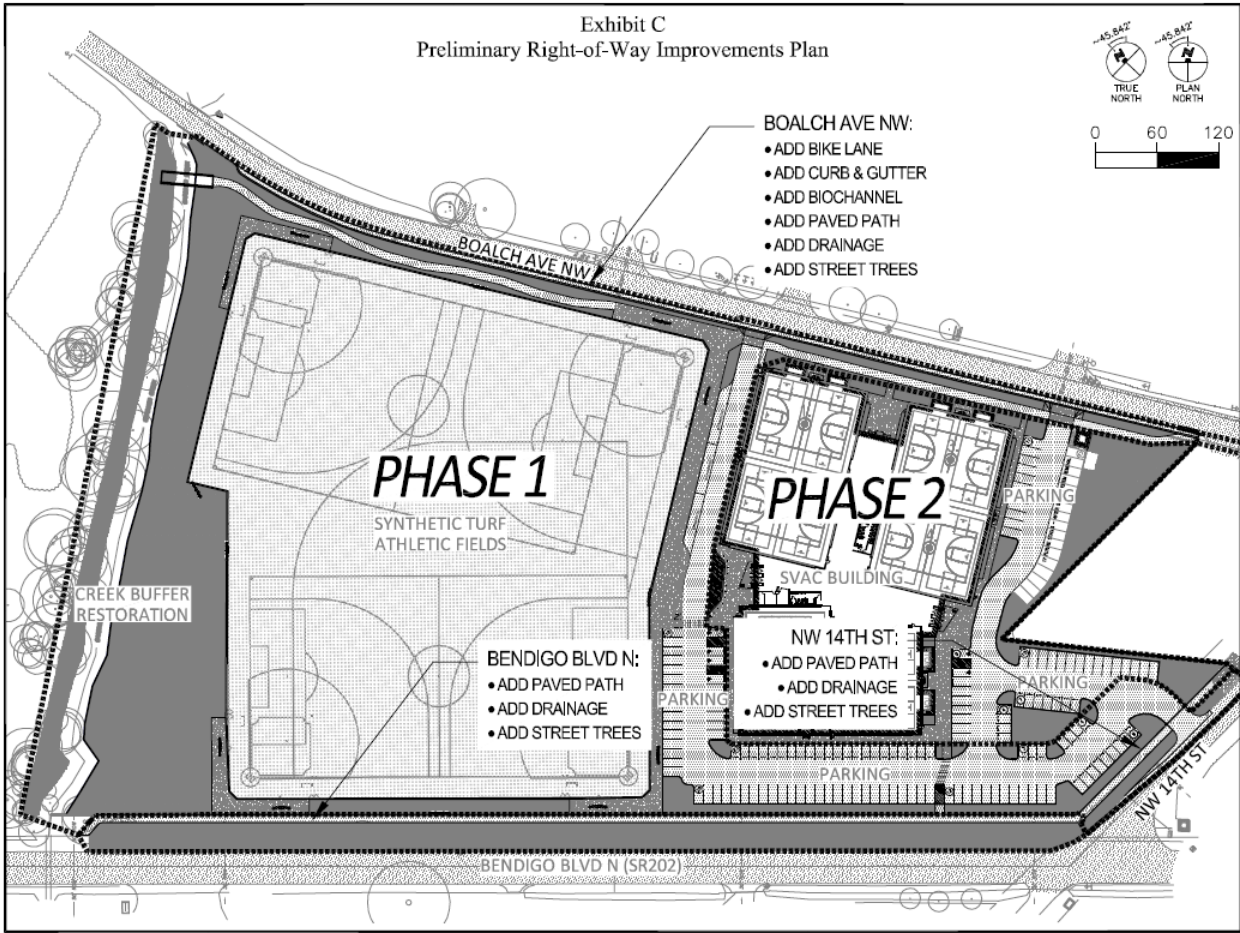 Exhibit C
Preliminary Right-of-Way Improvements Plan
~45.842°
~45.842°
N
N
TRUE
NORTH
PLAN
NORTH
0 60 120
BOALCH AVE NW:
• ADD BIKE LANE
• ADD CURB & GUTTER
• ADD BIOCHANNEL
• ADD PAVED PATH
• ADD DRAINAGE
• ADD STREET TREES
BOALCH AVE NW
PHASE 1
SYNTHETIC TURF
ATHLETIC FIELDS
PHASE 2
PARKING
SVAC BUILDING
CREEK BUFFER
RESTORATION
BENDIGO BLVD N:
• ADD PAVED PATH
• ADD DRAINAGE
• ADD STREET TREES
NW 14TH ST:
• ADD PAVED PATH
• ADD DRAINAGE
• ADD STREET TREES
PARKING
PARKING
PARKING
NW 14TH ST
BENDIGO BLVD N (SR202)